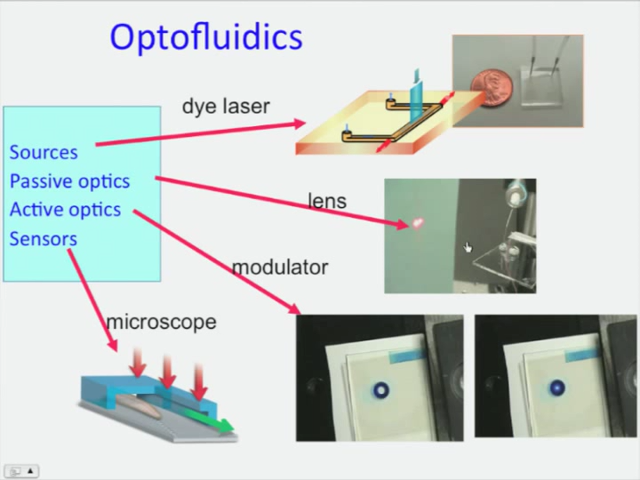 Optofluidics
dye laser
Sources
Passive optics
Active optics
Sensors
lens
modulator
microscope